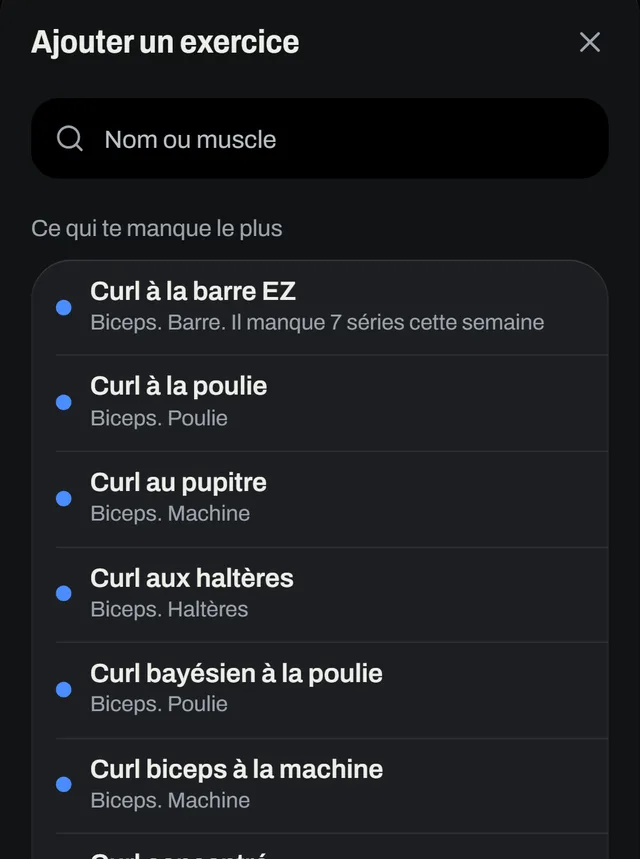 Ajouter un exercice
Nom ou muscle
Ce qui te manque le plus
Curl à la barre EZ
Biceps. Barre. Il manque 7 séries cette semaine
Curl à la poulie
Biceps. Poulie
Curl au pupitre
Biceps. Machine
Curl aux haltères
Biceps. Haltères
Curl bayésien à la poulie
Biceps. Poulie
Curl biceps à la machine
Biceps. Machine
Curl concentré